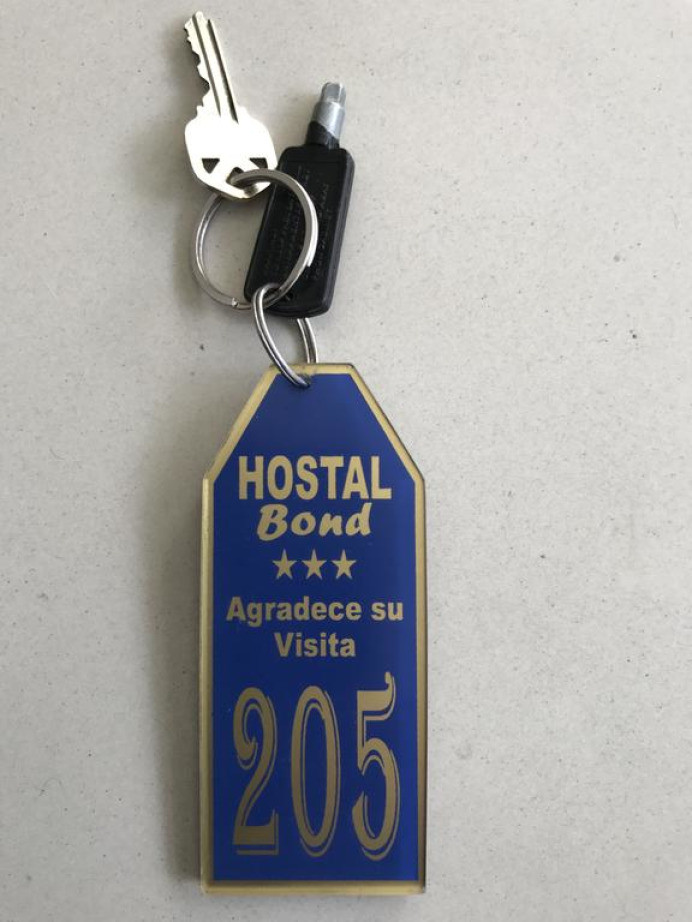 HOSTAL
Bond
Agradece su
Visita
205